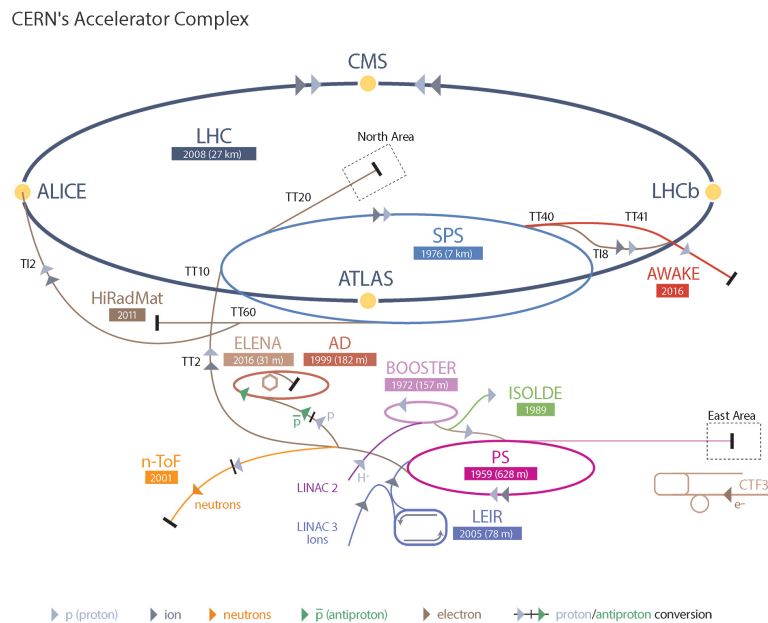 CERN's Accelerator Complex
CMS
LHC
2008 (27 km)
North Area
ALICE
TT20
LHCb
TT40
TT41
SPS
1976 (7 km)
TI8
TI2
TT10
ATLAS
AWAKE
2016
HiRadMat
2011
TT60
ELENA
2016 (31 m)
AD
1999 (182 m)
TT2
BOOSTER
1972 (157 m)
ISOLDE
1989
p̅
p
East Area
n-ToF
2001
neutrons
LINAC 2
H⁺
PS
1959 (628 m)
CTF3
e⁻
LINAC 3
Ions
LEIR
2005 (78 m)
p (proton)
ion
neutrons
p̅ (antiproton)
electron
proton/antiproton conversion